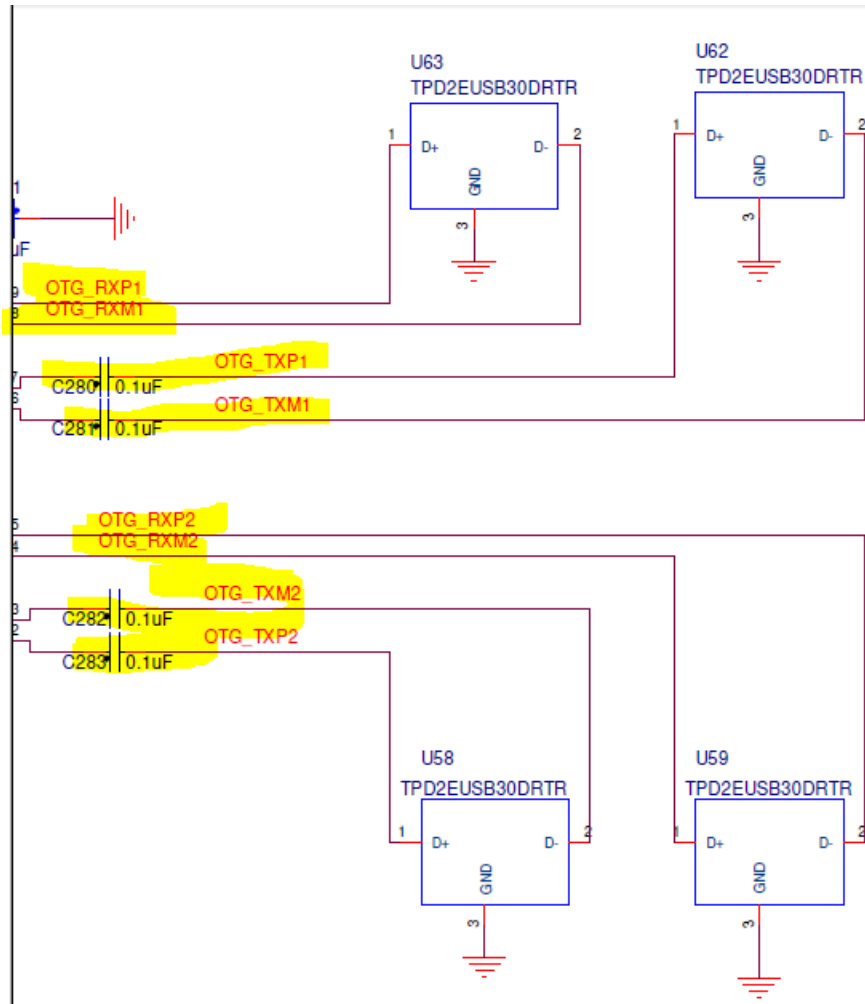 U63
TPD2EUSB30DRTR
U62
TPD2EUSB30DRTR
1
D+
D-
2
GND
3
1
D+
D-
2
GND
3
1
uF
9
OTG_RXP1
8
OTG_RXM1
7
OTG_TXP1
C280
0.1uF
6
OTG_TXM1
C281
0.1uF
5
OTG_RXP2
4
OTG_RXM2
3
OTG_TXM2
C282
0.1uF
2
OTG_TXP2
C283
0.1uF
U58
TPD2EUSB30DRTR
U59
TPD2EUSB30DRTR
1
D+
D-
2
GND
3
1
D+
D-
2
GND
3